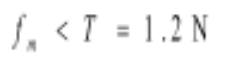 fₘ < T = 1.2 N